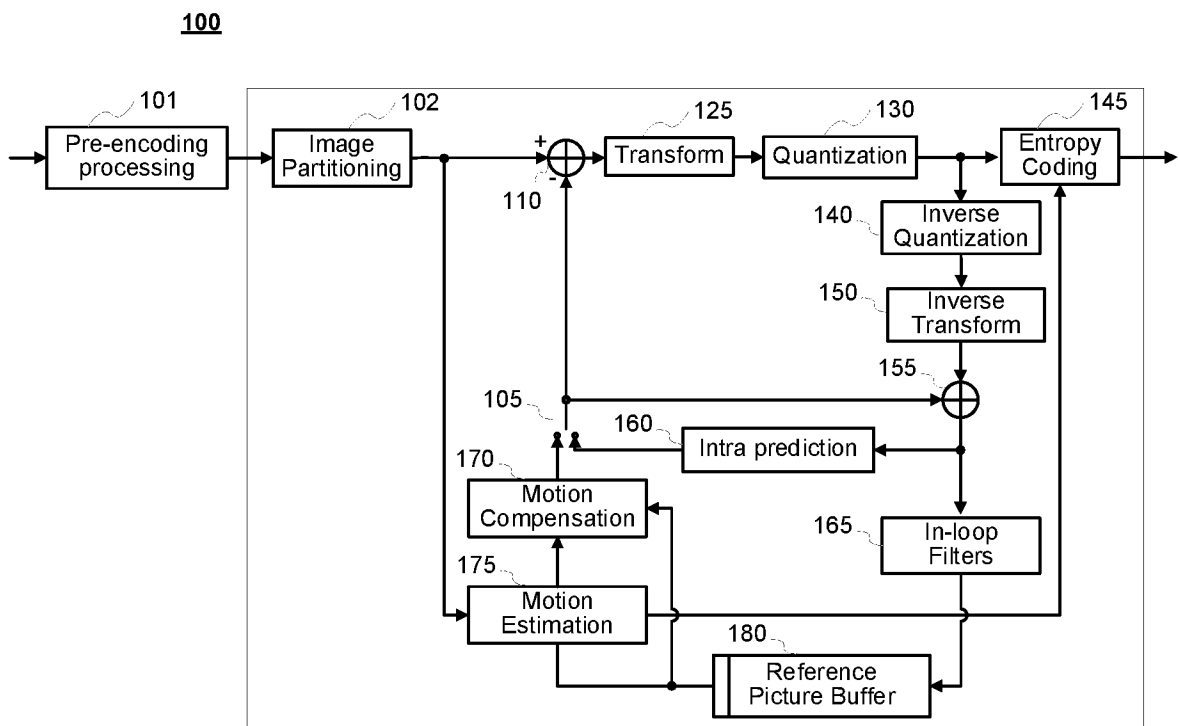 100
101
102
125
130
145
Pre-encoding
processing
Image
Partitioning
+
-
110
Transform
Quantization
Entropy
Coding
140
Inverse
Quantization
150
Inverse
Transform
155
105
160
Intra prediction
170
Motion
Compensation
165
In-loop
Filters
175
Motion
Estimation
180
Reference
Picture Buffer